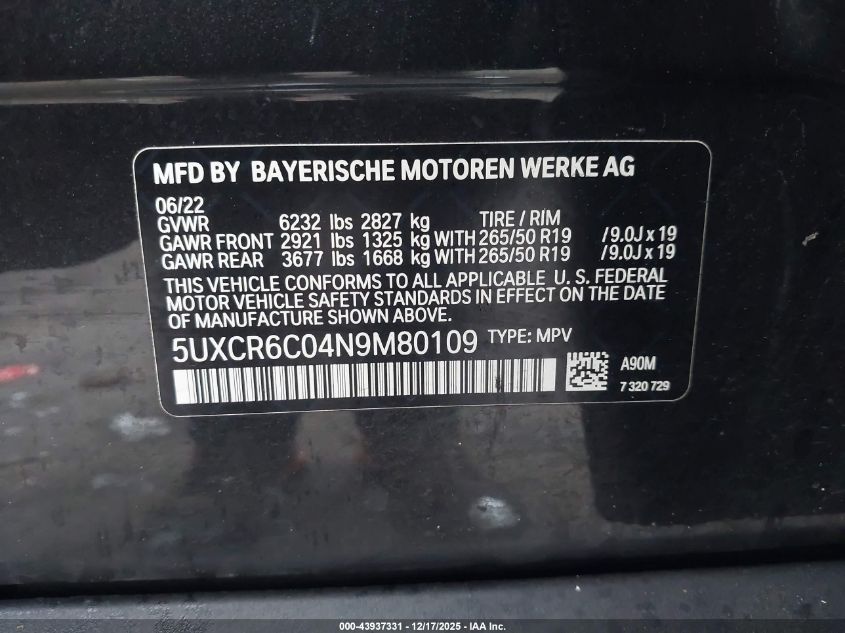 MFD BY BAYERISCHE MOTOREN WERKE AG
06/22
GVWR 6232 lbs 2827 kg TIRE / RIM
GAWR FRONT 2921 lbs 1325 kg WITH 265/50 R19 / 9.0J x 19
GAWR REAR 3677 lbs 1668 kg WITH 265/50 R19 / 9.0J x 19
THIS VEHICLE CONFORMS TO ALL APPLICABLE U. S. FEDERAL
MOTOR VEHICLE SAFETY STANDARDS IN EFFECT ON THE DATE
OF MANUFACTURE SHOWN ABOVE.
5UXCR6C04N9M80109 TYPE: MPV
A90M
7 320 729
000-43937331 - 12/17/2025 - IAA Inc.